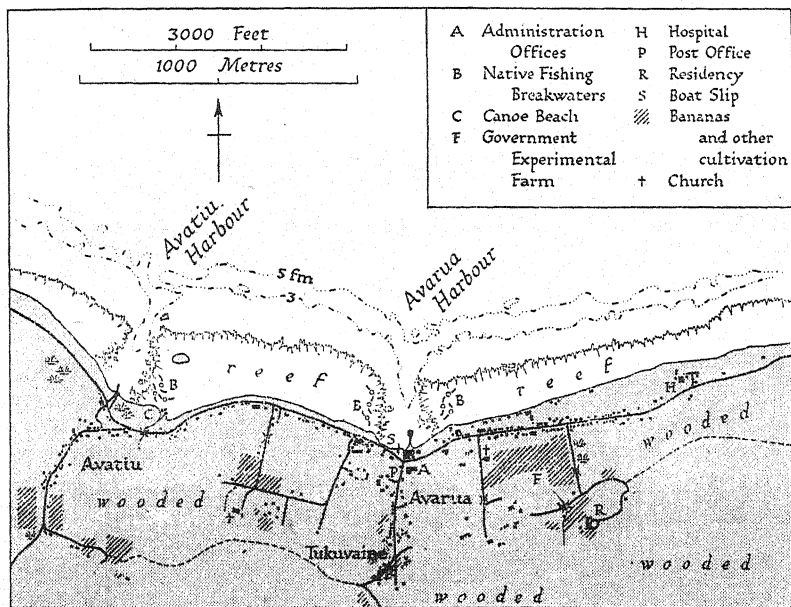 3000 Feet
1000 Metres
A Administration
Offices
B Native Fishing
Breakwaters
C Canoe Beach
F Government
Experimental
Farm
H Hospital
P Post Office
R Residency
S Boat Slip
Bananas
and other
cultivation
† Church
Avatiu
Harbour
Avarua
Harbour
5 fm
3
reef
reef
B
B
B
C
S
H
P
A
F
R
Avatiu
wooded
Avarua
Tukuvaine
wooded
wooded
wooded